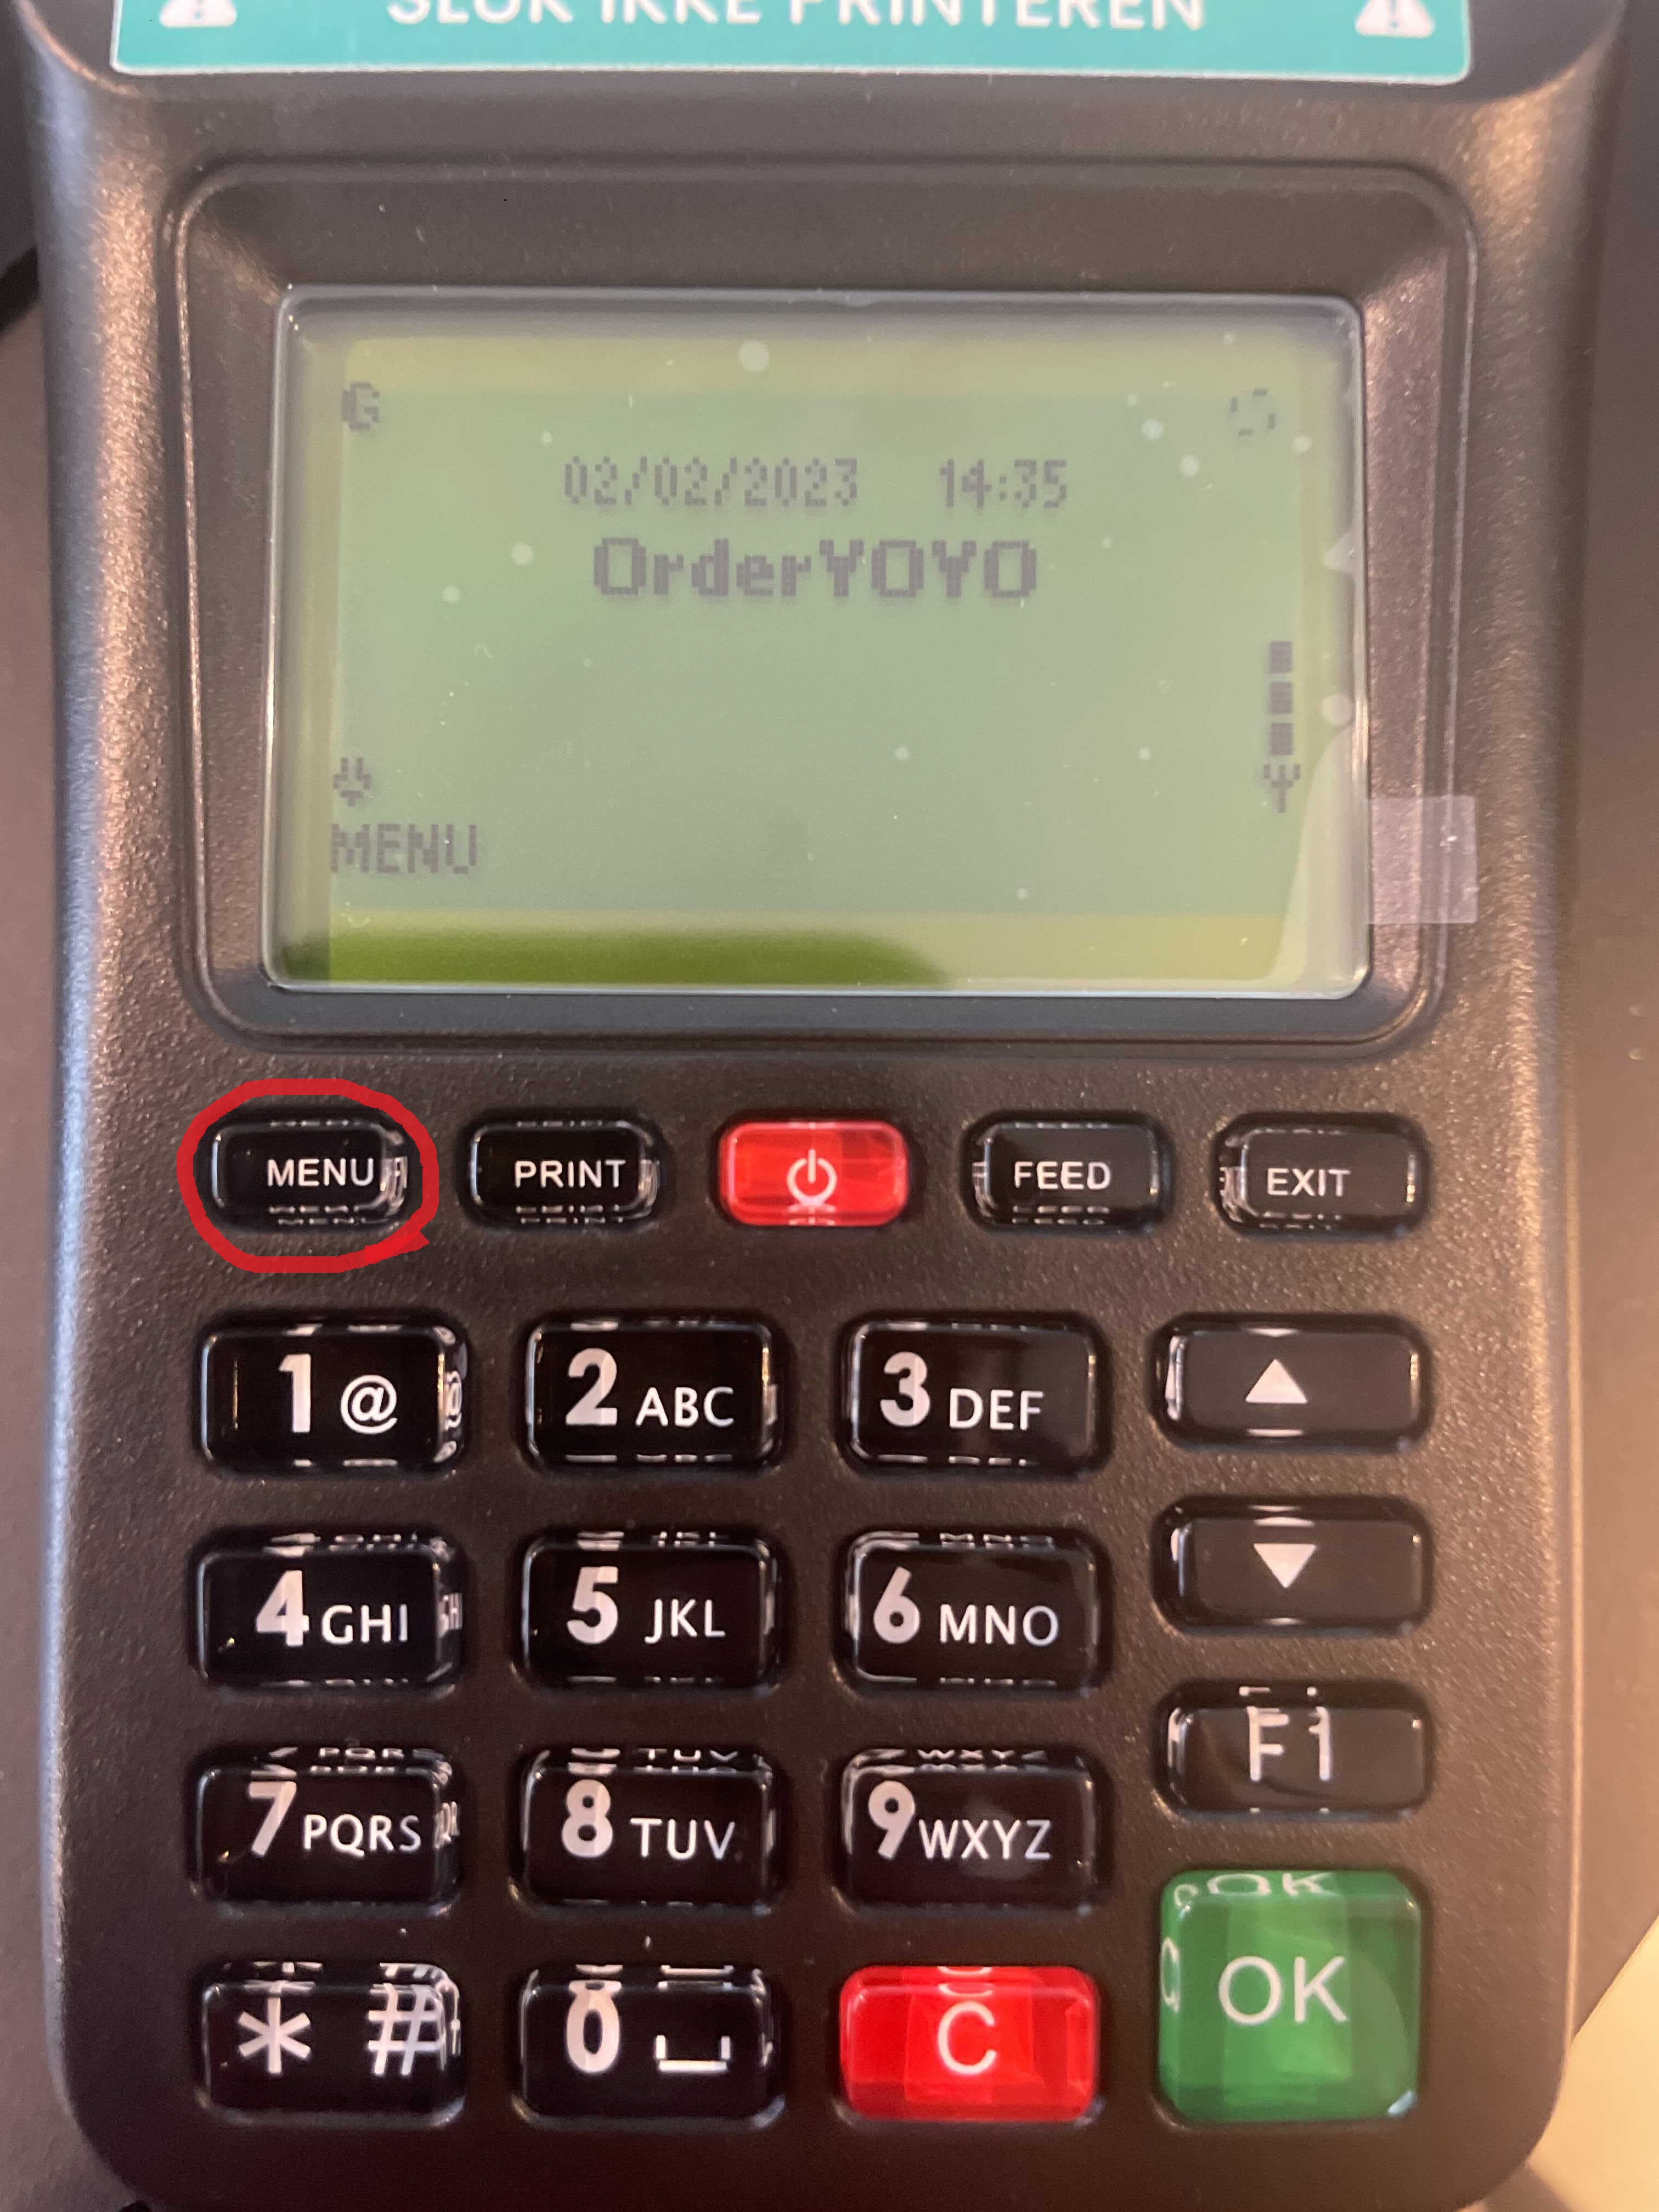 SLUK IKKE PRINTEREN
G
02/02/2023 14:35
OrderYOYO
MENU
MENU PRINT FEED EXIT
1 @ 2 ABC 3 DEF
4 GHI 5 JKL 6 MNO
F1
7 PQRS 8 TUV 9 WXYZ
* # 0 C OK